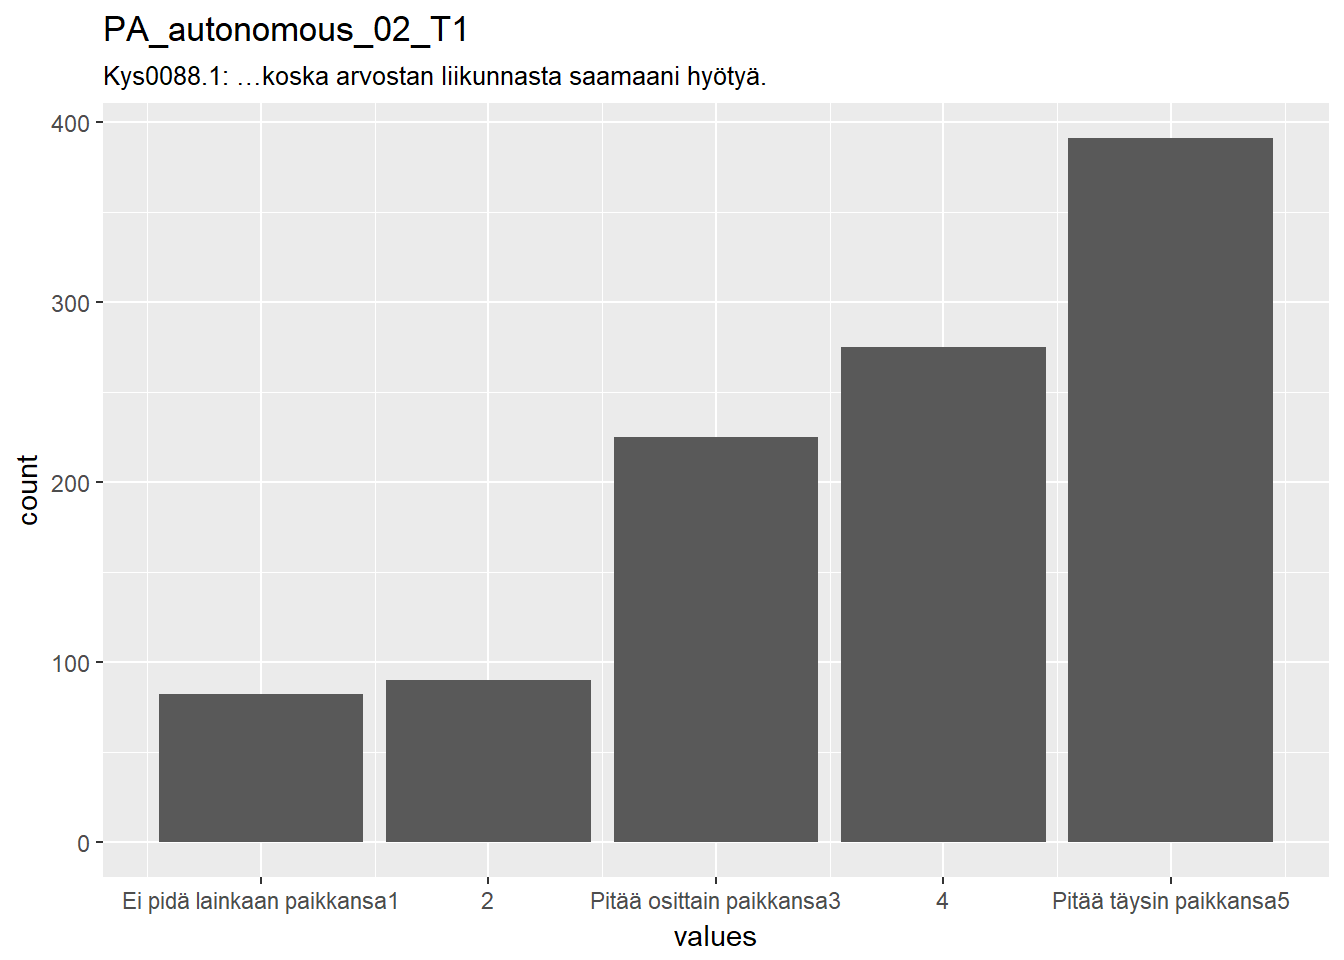 PA_autonomous_02_T1
Kys0088.1: …koska arvostan liikunnasta saamaani hyötyä.
400
300
200
100
0
count
Ei pidä lainkaan paikkansa1 2 Pitää osittain paikkansa3 4 Pitää täysin paikkansa5
values